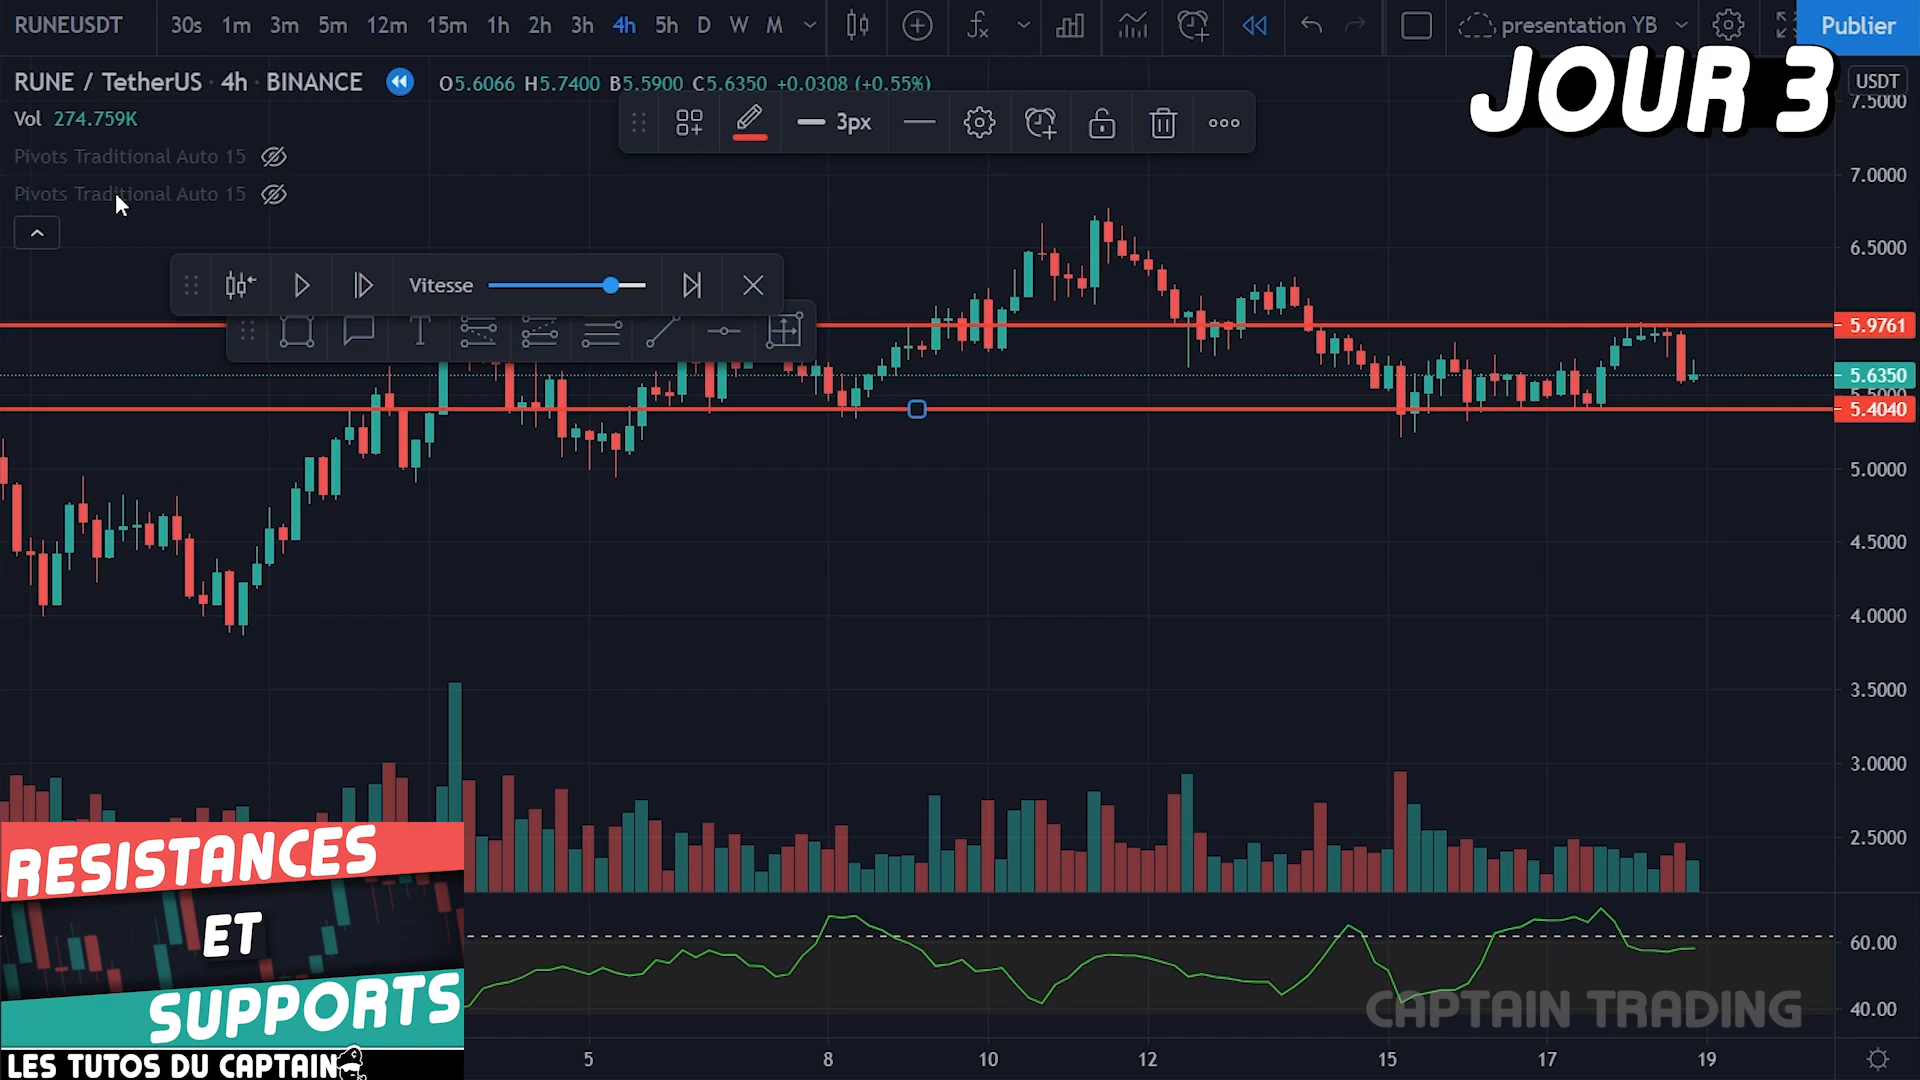 RUNEUSDT 30s 1m 3m 5m 12m 15m 1h 2h 3h 4h 5h D W M presentation YB Publier
RUNE / TetherUS · 4h · BINANCE O5.6066 H5.7400 B5.5900 C5.6350 +0.0308 (+0.55%)
JOUR 3
USDT
Vol 274.759K
3px
Pivots Traditional Auto 15
Pivots Traditional Auto 15
Vitesse
T
7.5000
7.0000
6.5000
5.9761
5.6350
5.4040
5.0000
4.5000
4.0000
3.5000
3.0000
2.5000
60.00
40.00
RESISTANCES
ET
SUPPORTS
LES TUTOS DU CAPTAIN
CAPTAIN TRADING
5 8 10 12 15 17 19